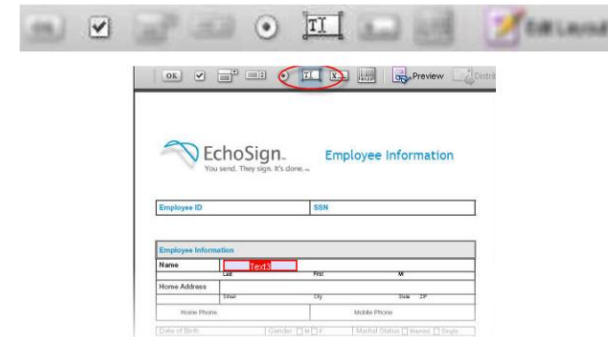 OK Preview
EchoSign™ Employee Information
You send. They sign. It's done.™
Employee ID SSN
Employee Information
Name Text3
Last First MI
Home Address
Street City State ZIP
Home Phone Mobile Phone
Date of Birth Gender M F Marital Status Married Single